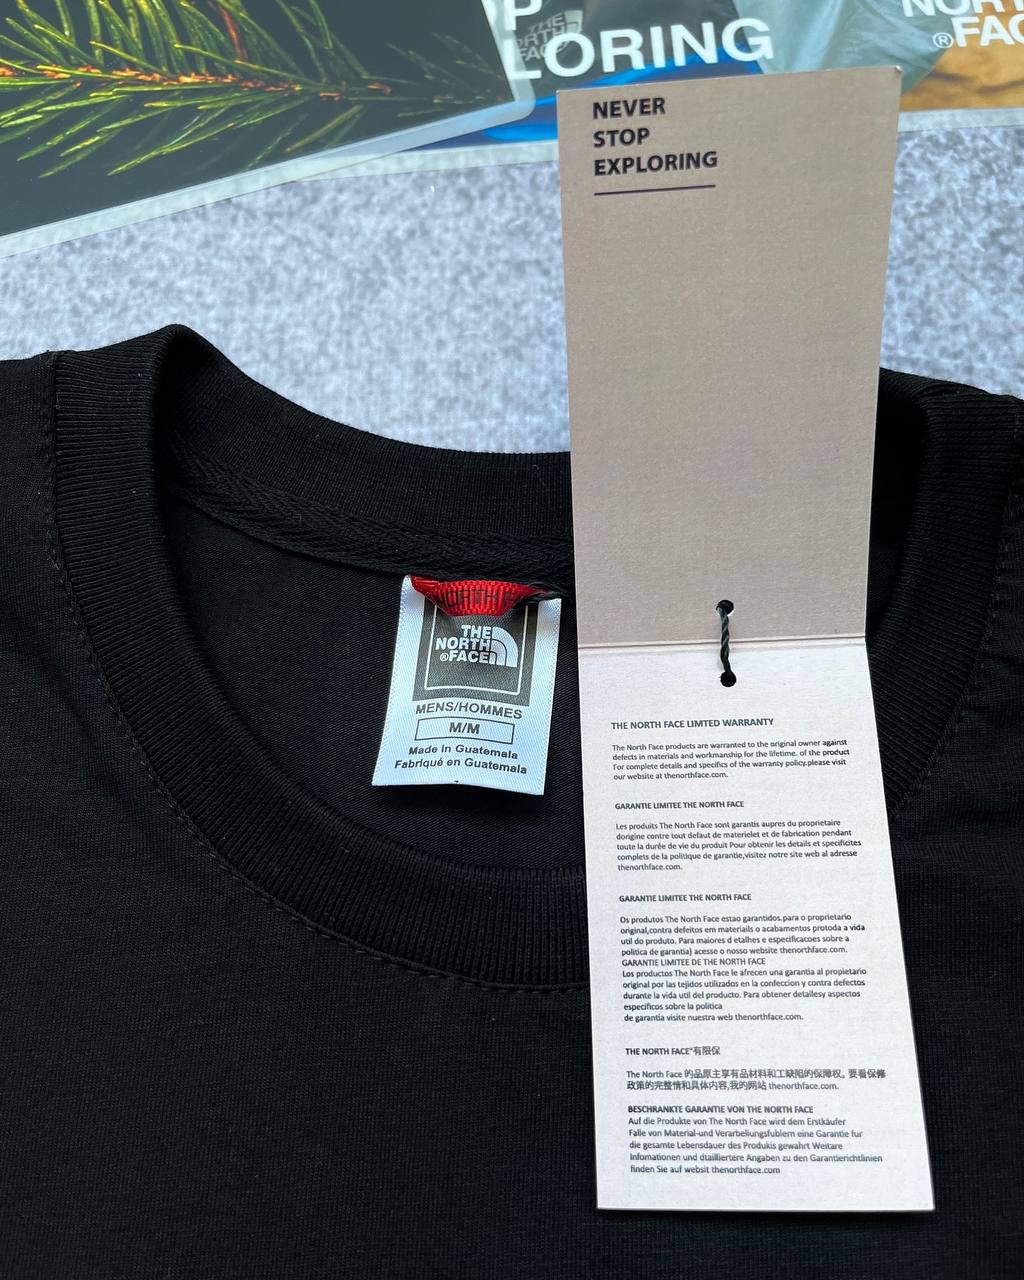 P
LORING
THE
NORTH
FACE
NORTH
®FAC
NEVER
STOP
EXPLORING
NORTH F
THE
NORTH
®FACE
MENS/HOMMES
M/M
Made in Guatemala
Fabriqué en Guatemala
THE NORTH FACE LIMTED WARRANTY
The North Face products are warranted to the original owner against
defects in materials and workmanship for the lifetime. of the product
For complete details and specifics of the warranty policy,please visit
our website at thenorthface.com.
GARANTIE LIMITEE THE NORTH FACE
Les produits The North Face sont garantis aupres du proprietaire
dorigine contre tout defaut de materielet et de fabrication pendant
toute la durée de vie du produit Pour obtenir les details et specificites
complets de la politique de garantie,visitez notre site web al adresse
thenorthface.com.
GARANTIE LIMITEE THE NORTH FACE
Os produtos The North Face estao garantidos.para o proprietario
original,contra defeitos em materiails o acabamentos protoda a vida
util do produto. Para maiores d etalhes e especificacoes sobre a
politica de garantia) acesse o nosso website thenorthface.com.
GARANTIE LIMITEE DE THE NORTH FACE
Los productos The North Face le afrecen una garantia al propietario
original por las tejidos utilizados en la confeccion y contra defectos
durante la vida util del producto. Para obtener detallesy aspectos
especificos sobre la politica
de garantia visite nuestra web thenorthface.com.
THE NORTH FACE"有限保
The North Face 的品原主享有品材料和工缺陷的保障权。要看保修
政策的完整情和具体内容,我的网站 thenorthface.com.
BESCHRANKTE GARANTIE VON THE NORTH FACE
Auf die Produkte von The North Face wird dem Erstkäufer
Falle von Material-und Verarbeliungsfublern eine Garantie fur
die gesamte Lebensdauer des Produkis gewahrt Weitare
Infomationen und dtailliertere Angaben zu den Garantierichtlinien
finden Sie auf websit thenorthface.com